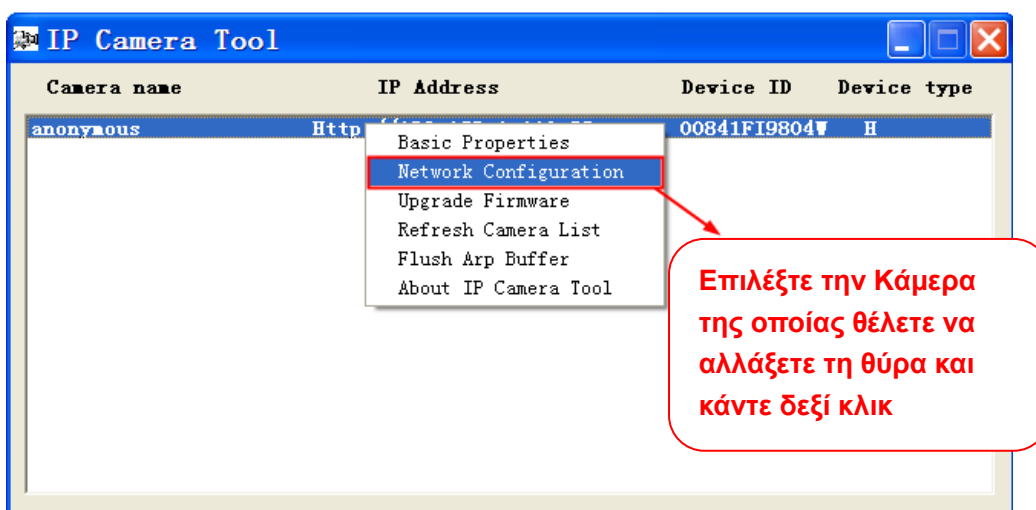 IP Camera Tool
Camera name IP Address Device ID Device type
anonymous Http 00841FI9804W H
Basic Properties
Network Configuration
Upgrade Firmware
Refresh Camera List
Flush Arp Buffer
About IP Camera Tool
Επιλέξτε την Κάμερα
της οποίας θέλετε να
αλλάξετε τη θύρα και
κάντε δεξί κλικ